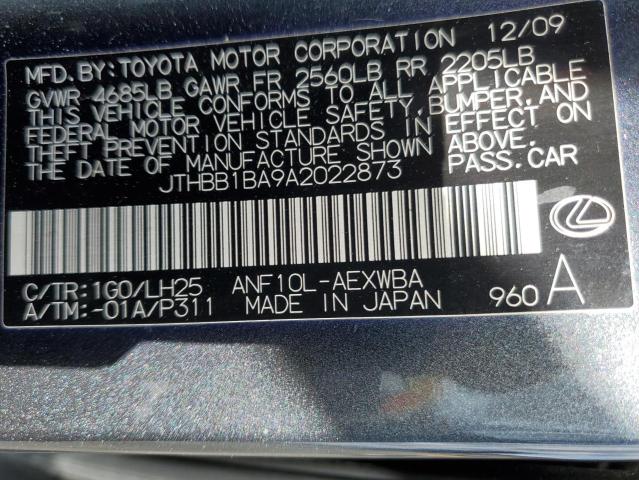 MFD.BY:TOYOTA MOTOR CORPORATION 12/09
GVWR 4685LB GAWR FR 2560LB RR 2205LB
THIS VEHICLE CONFORMS TO ALL APPLICABLE
FEDERAL MOTOR VEHICLE SAFETY,BUMPER,AND
THEFT PREVENTION STANDARDS IN EFFECT ON
THE DATE OF MANUFACTURE SHOWN ABOVE.
JTHBB1BA9A2022873 PASS.CAR
C/TR:1G0/LH25 ANF10L-AEXWBA
A/TM:-01A/P311 MADE IN JAPAN 960 A